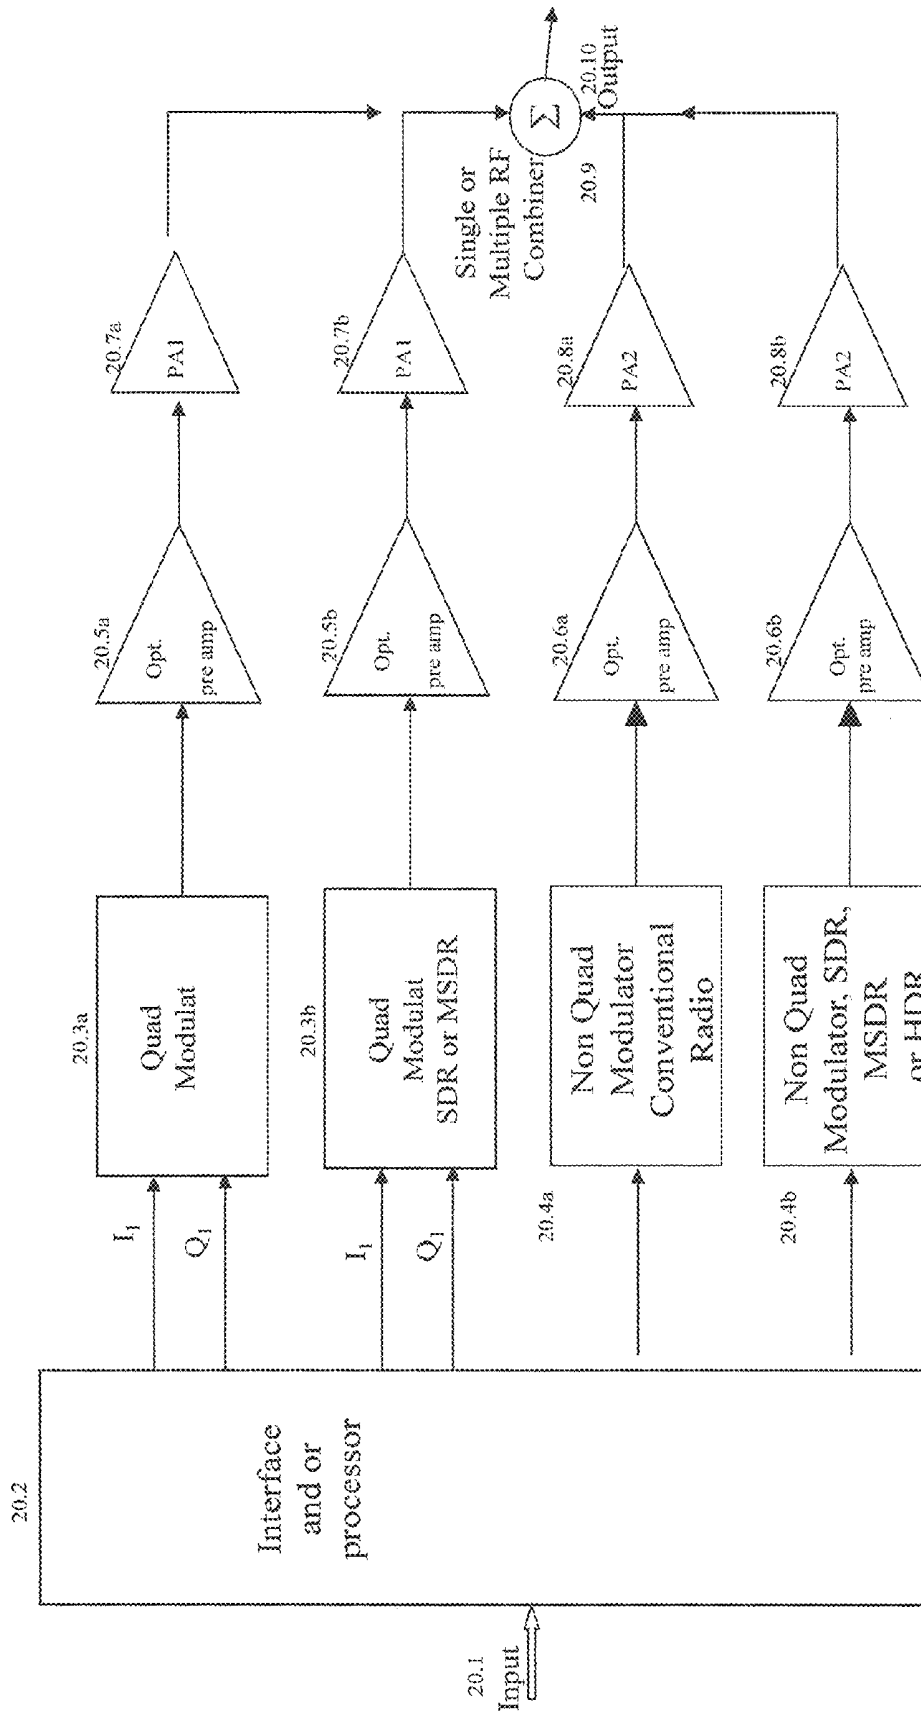 20.1
Input
20.2
Interface
and or
processor
I1
Q1
I1
Q1
20.3a
Quad
Modulat
20.3b
Quad
Modulat
SDR or MSDR
20.4a
Non Quad
Modulator
Conventional
Radio
20.4b
Non Quad
Modulator, SDR,
MSDR
or HDR
20.5a
Opt.
pre amp
20.5b
Opt.
pre amp
20.6a
Opt.
pre amp
20.6b
Opt.
pre amp
20.7a
PA1
20.7b
PA1
20.8a
PA2
20.8b
PA2
Single or
Multiple RF
Combiner
20.9
Σ
20.10
Output